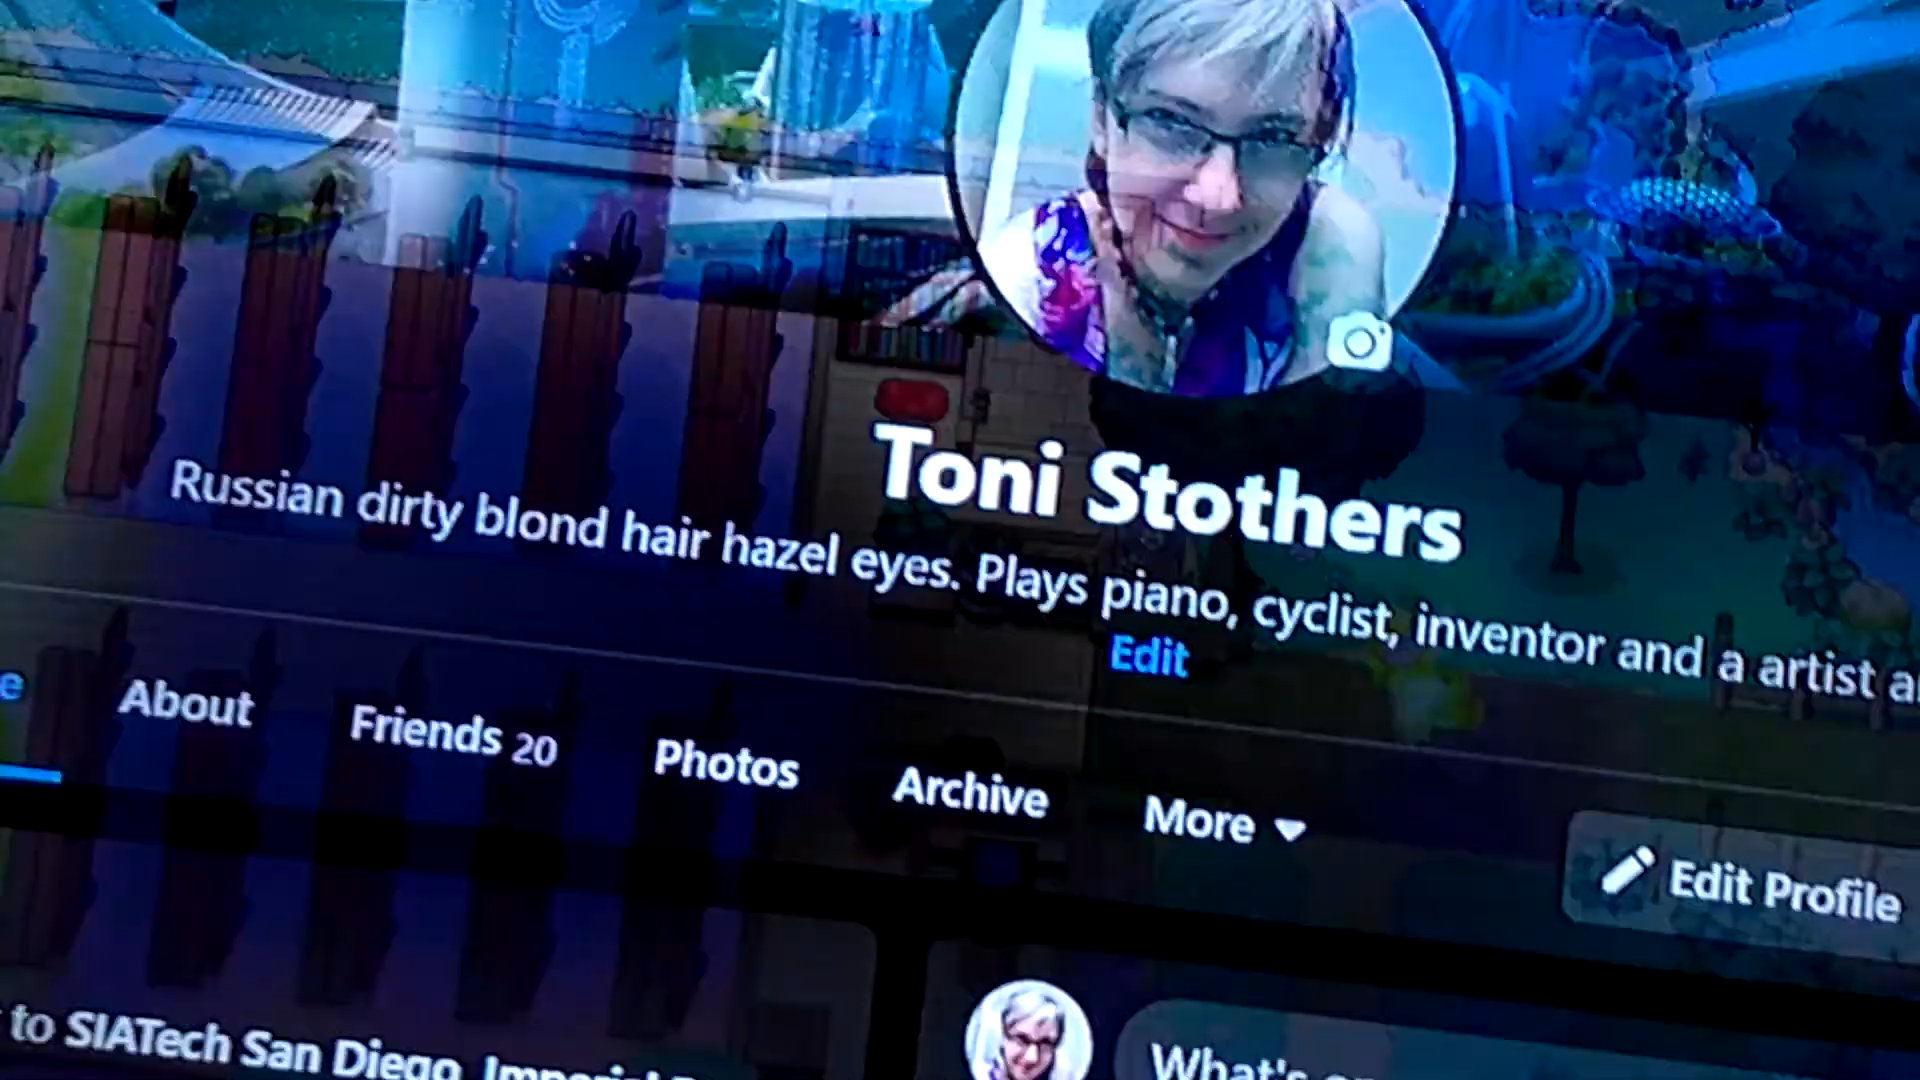 Toni Stothers
Russian dirty blond hair hazel eyes. Plays piano, cyclist, inventor and a artist
Edit
About
Friends 20
Photos
Archive
More
Edit Profile
to SIATech San Diego,
What's